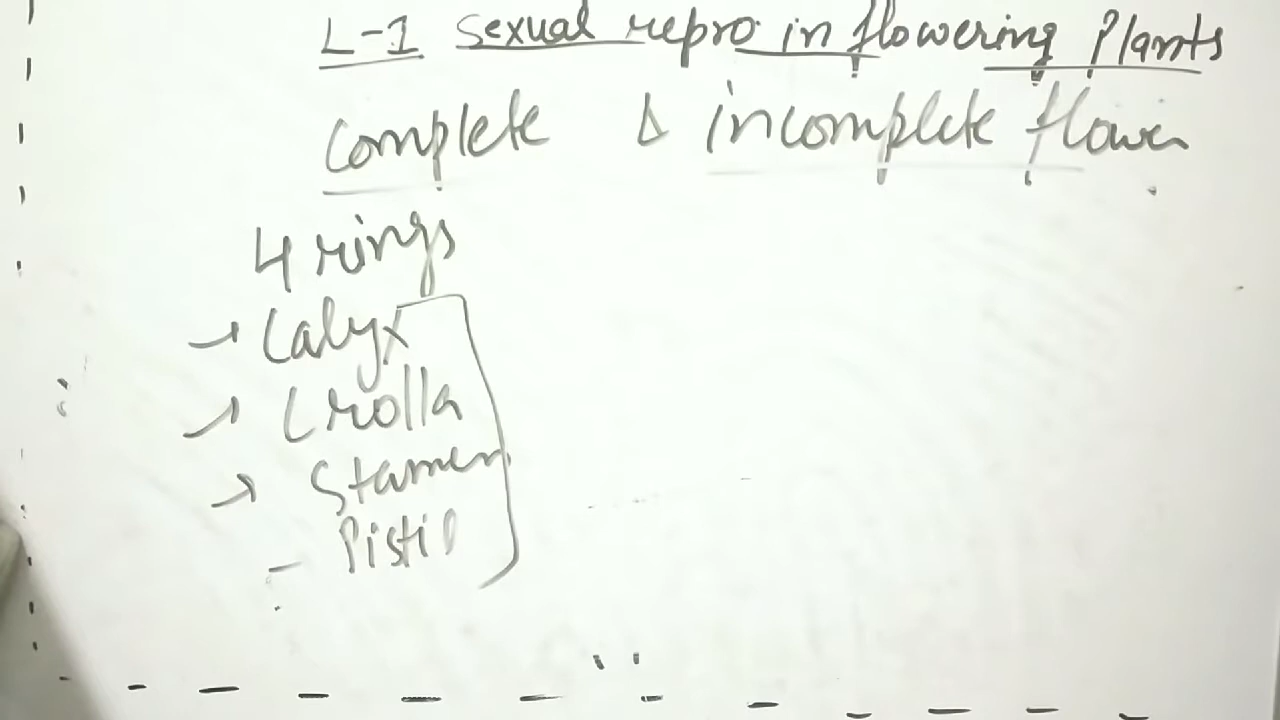 L-1 Sexual repro in flowering Plants
Complete & incomplete flower
4 rings
→ Calyx
→ Crolla
→ Stamen
- Pistil